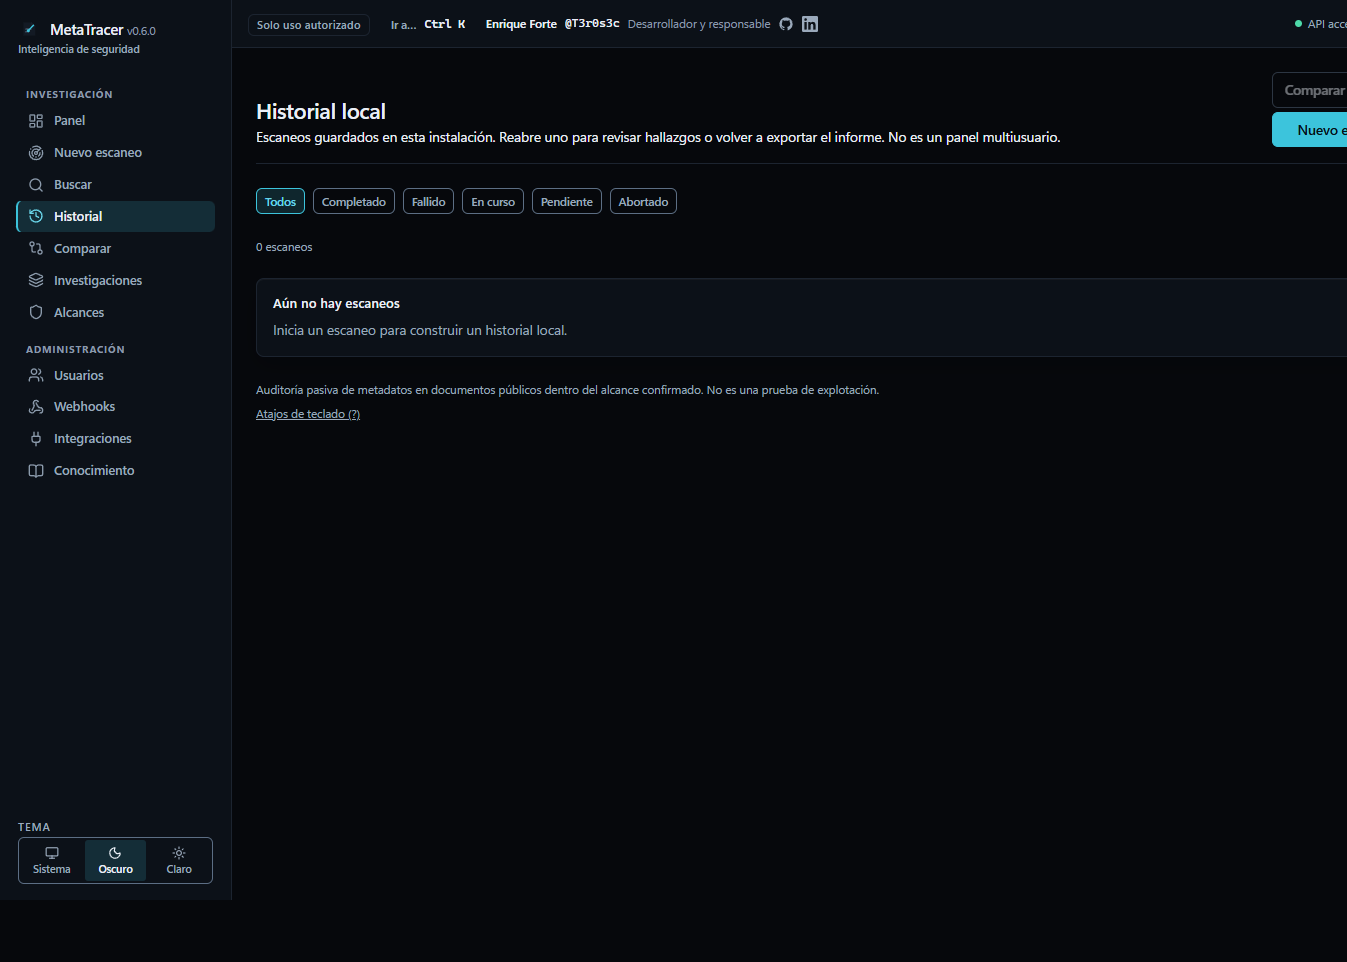 MetaTracer v0.6.0
Inteligencia de seguridad
INVESTIGACIÓN
Panel
Nuevo escaneo
Buscar
Historial
Comparar
Investigaciones
Alcances
ADMINISTRACIÓN
Usuarios
Webhooks
Integraciones
Conocimiento
TEMA
Sistema Oscuro Claro
Solo uso autorizado Ir a... Ctrl K Enrique Forte @T3r0s3c Desarrollador y responsable API acce
Comparar
Historial local
Nuevo e
Escaneos guardados en esta instalación. Reabre uno para revisar hallazgos o volver a exportar el informe. No es un panel multiusuario.
Todos Completado Fallido En curso Pendiente Abortado
0 escaneos
Aún no hay escaneos
Inicia un escaneo para construir un historial local.
Auditoría pasiva de metadatos en documentos públicos dentro del alcance confirmado. No es una prueba de explotación.
Atajos de teclado (?)